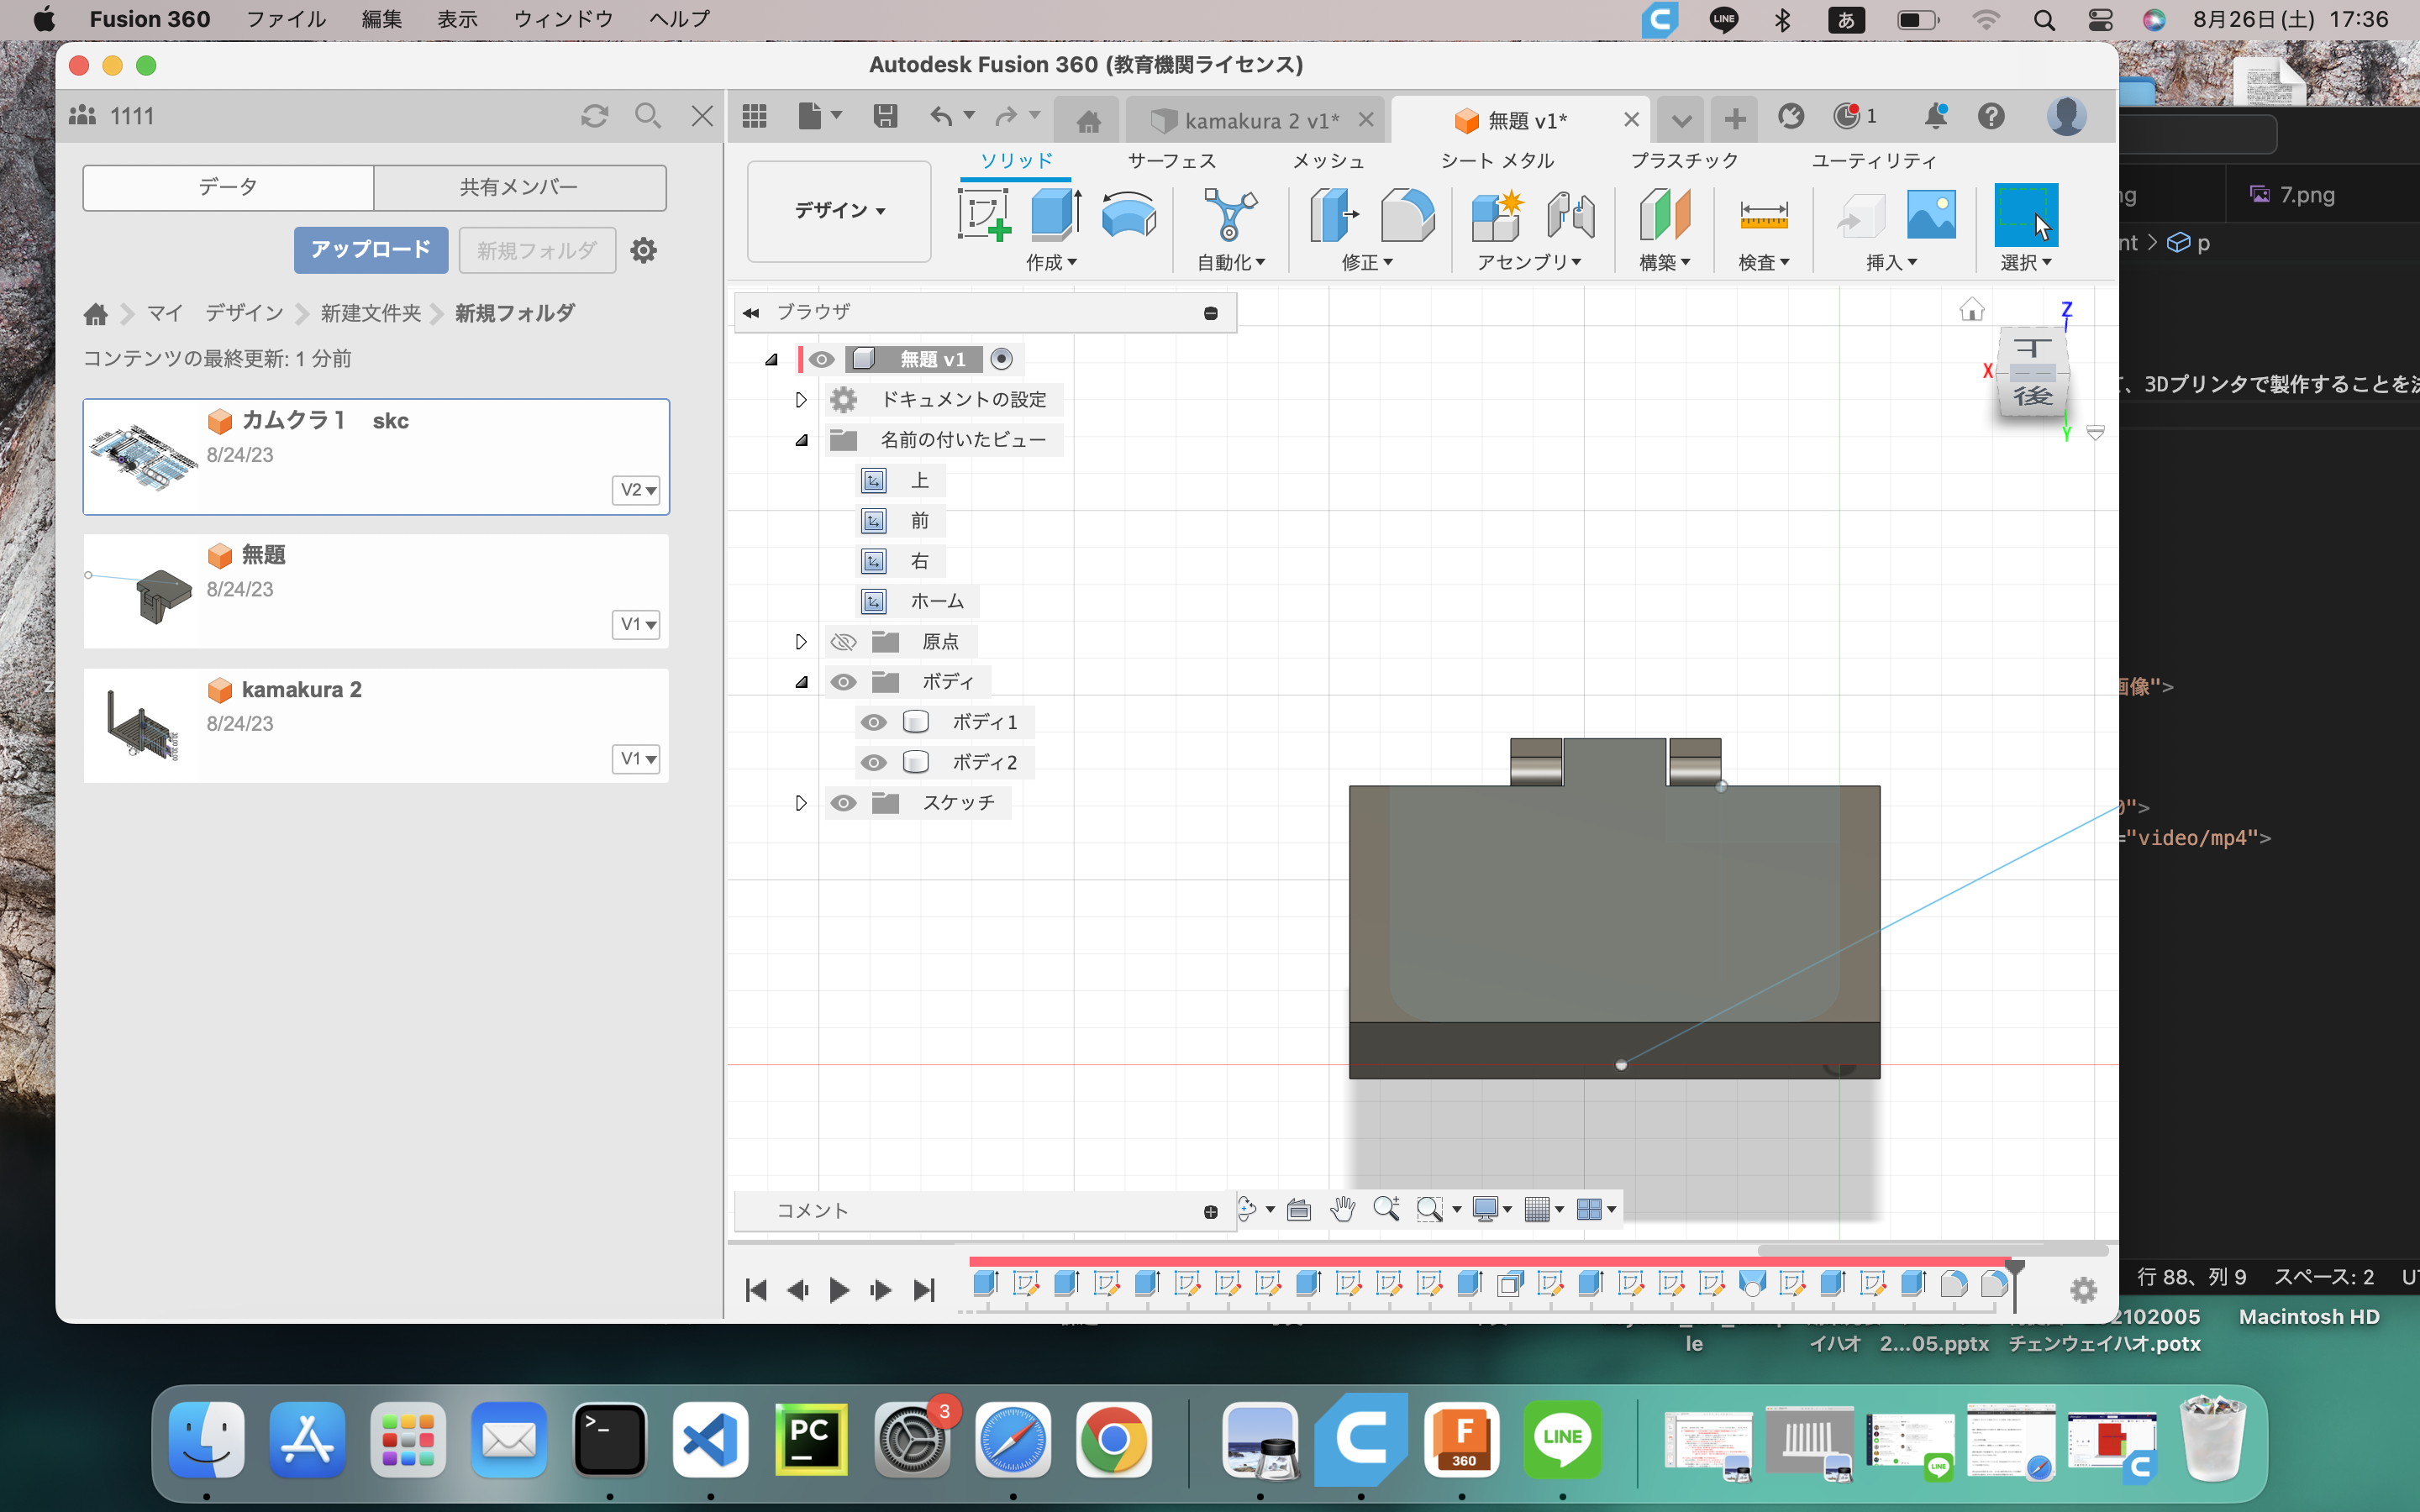 Fusion 360 ファイル 編集 表示 ウィンドウ ヘルプ
LINE あ 8月26日(土) 17:36
Autodesk Fusion 360 (教育機関ライセンス)
1111
kamakura 2 v1*
無題 v1*
1
データ 共有メンバー
アップロード 新規フォルダ
マイ デザイン 新建文件夹 新規フォルダ
コンテンツの最終更新: 1 分前
カムクラ1 skc
8/24/23
V2
無題
8/24/23
V1
kamakura 2
8/24/23
V1
デザイン
ソリッド サーフェス メッシュ シート メタル プラスチック ユーティリティ
作成 自動化 修正 アセンブリ 構築 検査 挿入 選択
ブラウザ
無題 v1
ドキュメントの設定
名前の付いたビュー
上
前
右
ホーム
原点
ボディ
ボディ1
ボディ2
スケッチ
Z
X
下
後
Y
コメント
ng
7.png
nt
p
、3Dプリンタで製作することを決
画像">
0">
="video/mp4">
行 88、列 9 スペース: 2
2102005
Macintosh HD
le
イハオ
2...05.pptx
チェンウェイハオ.potx
PC
3
F
360
LINE